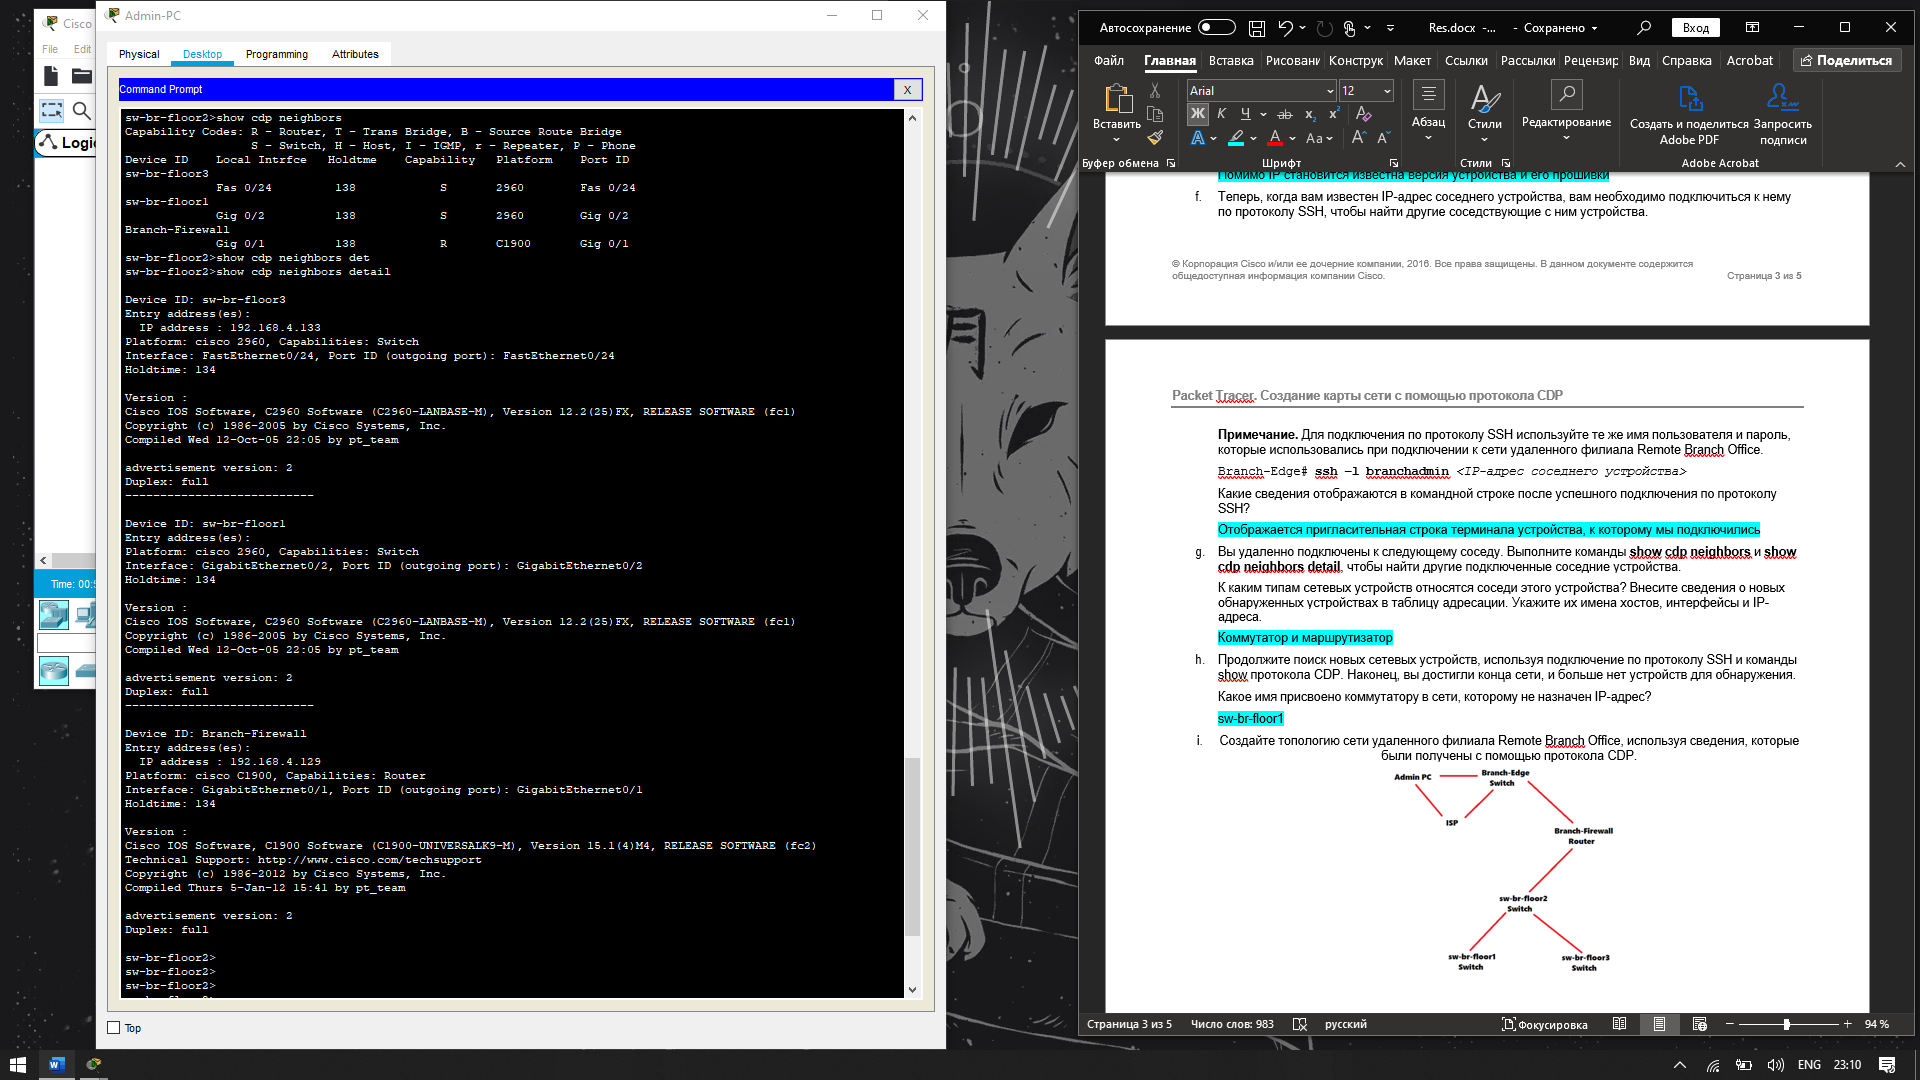 Cisco
File Edit
Logic
Time: 00:5
Admin-PC
Physical Desktop Programming Attributes
Command Prompt
X
sw-br-floor2>show cdp neighbors
Capability Codes: R - Router, T - Trans Bridge, B - Source Route Bridge
S - Switch, H - Host, I - IGMP, r - Repeater, P - Phone
Device ID Local Intrfce Holdtme Capability Platform Port ID
sw-br-floor3
Fas 0/24 138 S 2960 Fas 0/24
sw-br-floor1
Gig 0/2 138 S 2960 Gig 0/2
Branch-Firewall
Gig 0/1 138 R C1900 Gig 0/1
sw-br-floor2>show cdp neighbors det
sw-br-floor2>show cdp neighbors detail
Device ID: sw-br-floor3
Entry address(es):
IP address : 192.168.4.133
Platform: cisco 2960, Capabilities: Switch
Interface: FastEthernet0/24, Port ID (outgoing port): FastEthernet0/24
Holdtime: 134
Version :
Cisco IOS Software, C2960 Software (C2960-LANBASE-M), Version 12.2(25)FX, RELEASE SOFTWARE (fc1)
Copyright (c) 1986-2005 by Cisco Systems, Inc.
Compiled Wed 12-Oct-05 22:05 by pt_team
advertisement version: 2
Duplex: full
---------------------------
Device ID: sw-br-floor1
Entry address(es):
Platform: cisco 2960, Capabilities: Switch
Interface: GigabitEthernet0/2, Port ID (outgoing port): GigabitEthernet0/2
Holdtime: 134
Version :
Cisco IOS Software, C2960 Software (C2960-LANBASE-M), Version 12.2(25)FX, RELEASE SOFTWARE (fc1)
Copyright (c) 1986-2005 by Cisco Systems, Inc.
Compiled Wed 12-Oct-05 22:05 by pt_team
advertisement version: 2
Duplex: full
---------------------------
Device ID: Branch-Firewall
Entry address(es):
IP address : 192.168.4.129
Platform: cisco C1900, Capabilities: Router
Interface: GigabitEthernet0/1, Port ID (outgoing port): GigabitEthernet0/1
Holdtime: 134
Version :
Cisco IOS Software, C1900 Software (C1900-UNIVERSALK9-M), Version 15.1(4)M4, RELEASE SOFTWARE (fc2)
Technical Support: http://www.cisco.com/techsupport
Copyright (c) 1986-2012 by Cisco Systems, Inc.
Compiled Thurs 5-Jan-12 15:41 by pt_team
advertisement version: 2
Duplex: full
sw-br-floor2>
sw-br-floor2>
sw-br-floor2>
Top
Автосохранение Res.docx -... - Сохранено Вход
Файл Главная Вставка Рисовани Конструк Макет Ссылки Рассылки Рецензир Вид Справка Acrobat Поделиться
Arial 12
Вставить Абзац Стили Редактирование Создать и поделиться Adobe PDF Запросить подписи
Буфер обмена Шрифт Стили Adobe Acrobat
Помимо IP становится известна версия устройства и его прошивки
f. Теперь, когда вам известен IP-адрес соседнего устройства, вам необходимо подключиться к нему
по протоколу SSH, чтобы найти другие соседствующие с ним устройства.
© Корпорация Cisco и/или ее дочерние компании, 2016. Все права защищены. В данном документе содержится
общедоступная информация компании Cisco. Страница 3 из 5
Packet Tracer. Создание карты сети с помощью протокола CDP
Примечание. Для подключения по протоколу SSH используйте те же имя пользователя и пароль,
которые использовались при подключении к сети удаленного филиала Remote Branch Office.
Branch-Edge# ssh –l branchadmin <IP-адрес соседнего устройства>
Какие сведения отображаются в командной строке после успешного подключения по протоколу
SSH?
Отображается пригласительная строка терминала устройства, к которому мы подключились
g. Вы удаленно подключены к следующему соседу. Выполните команды show cdp neighbors и show
cdp neighbors detail, чтобы найти другие подключенные соседние устройства.
К каким типам сетевых устройств относятся соседи этого устройства? Внесите сведения о новых
обнаруженных устройствах в таблицу адресации. Укажите их имена хостов, интерфейсы и IP-
адреса.
Коммутатор и маршрутизатор
h. Продолжите поиск новых сетевых устройств, используя подключение по протоколу SSH и команды
show протокола CDP. Наконец, вы достигли конца сети, и больше нет устройств для обнаружения.
Какое имя присвоено коммутатору в сети, которому не назначен IP-адрес?
sw-br-floor1
i. Создайте топологию сети удаленного филиала Remote Branch Office, используя сведения, которые
были получены с помощью протокола CDP.
Admin PC
Branch-Edge
Switch
ISP
Branch-Firewall
Router
sw-br-floor2
Switch
sw-br-floor1
Switch
sw-br-floor3
Switch
Страница 3 из 5 Число слов: 983 русский Фокусировка 94 %
ENG 23:10